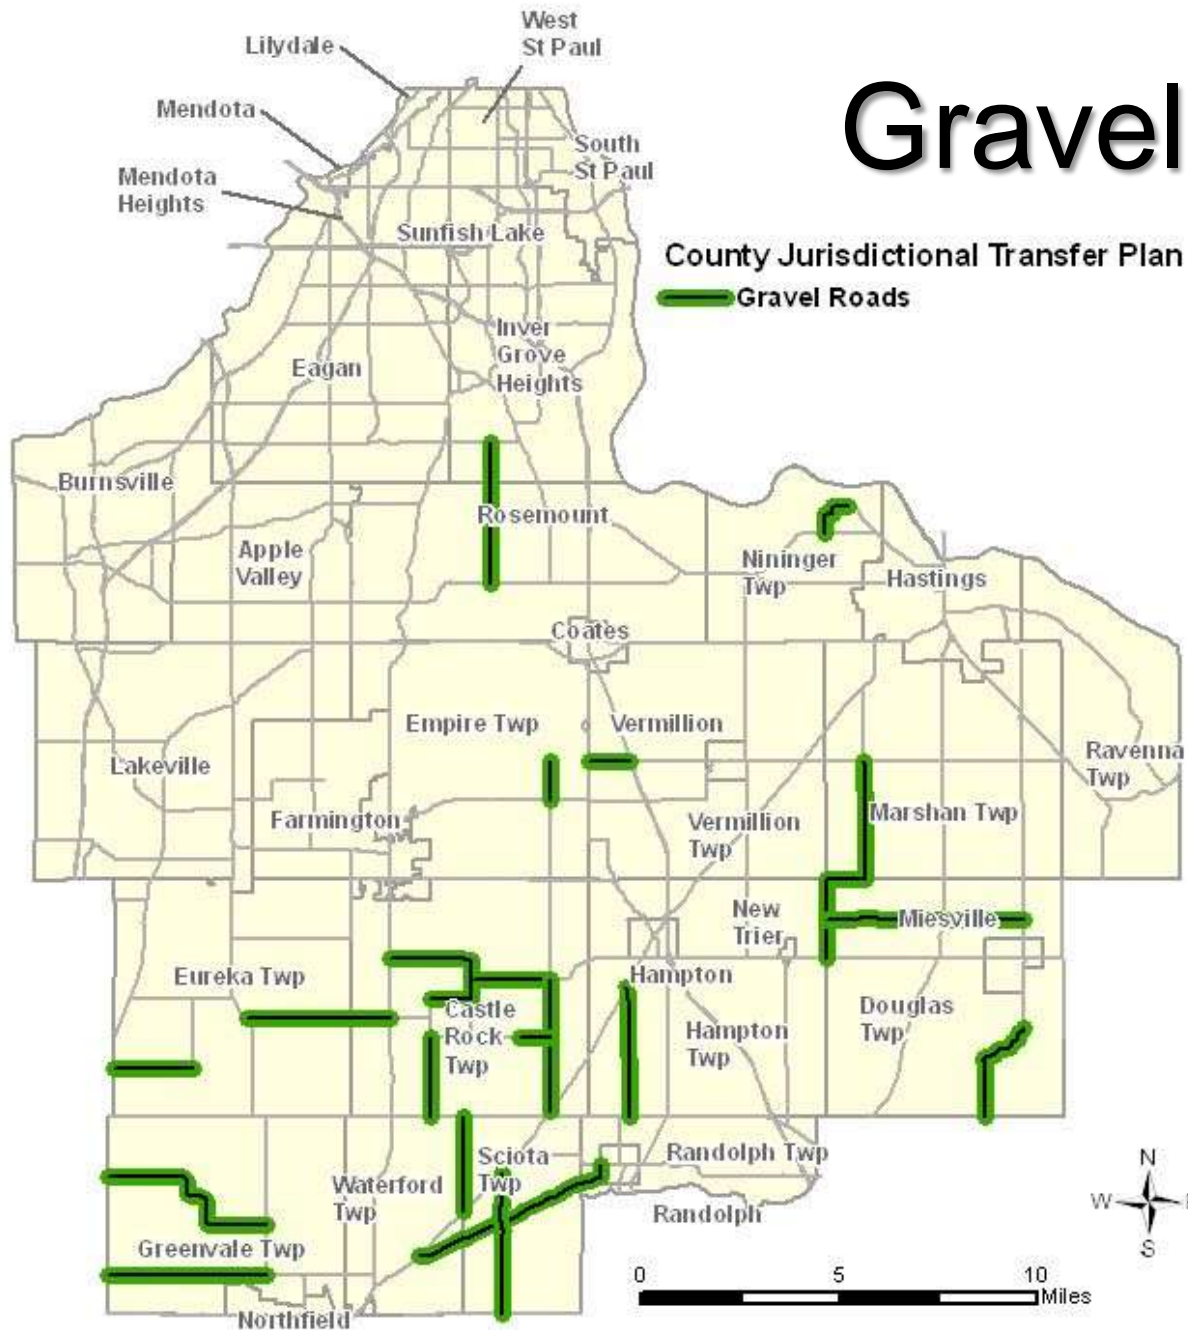 West
St Paul
Lilydale
Gravel
Mendota
South
St Paul
Mendota
Heights
Sunfish Lake
County Jurisdictional Transfer Plan
Gravel Roads
Inver
Grove
Heights
Eagan
Burnsville
Rosemount
Apple
Valley
Nininger
Twp
Hastings
Coates
Empire Twp
Vermillion
Ravenna
Twp
Lakeville
Farmington
Marshan Twp
Vermillion
Twp
New
Trier
Miesville
Eureka Twp
Hampton
Castle
Rock
Twp
Douglas
Twp
Hampton
Twp
Sciota
Twp
Randolph Twp
Waterford
Twp
Randolph
Greenvale Twp
Northfield
N
W
S
0 5 10
Miles